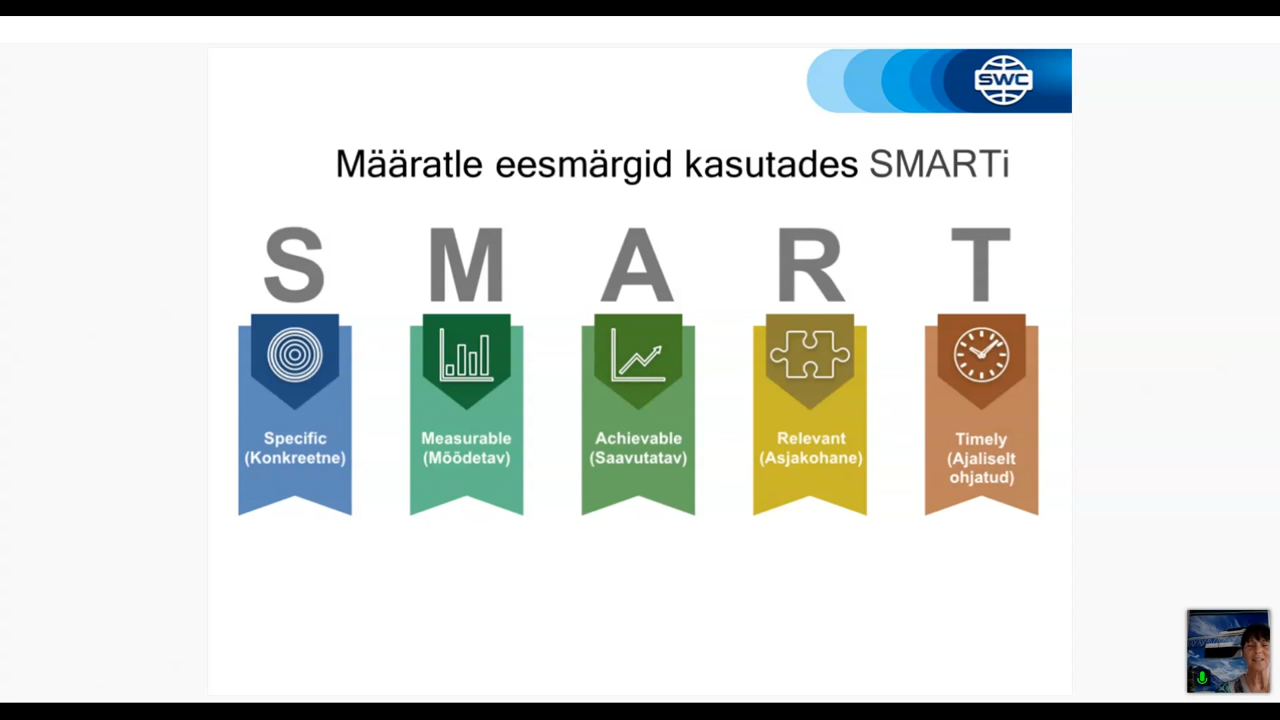 SWC
Määratle eesmärgid kasutades SMARTi
S M A R T
Specific
(Konkreetne)
Measurable
(Mõõdetav)
Achievable
(Saavutatav)
Relevant
(Asjakohane)
Timely
(Ajaliselt
ohjatud)